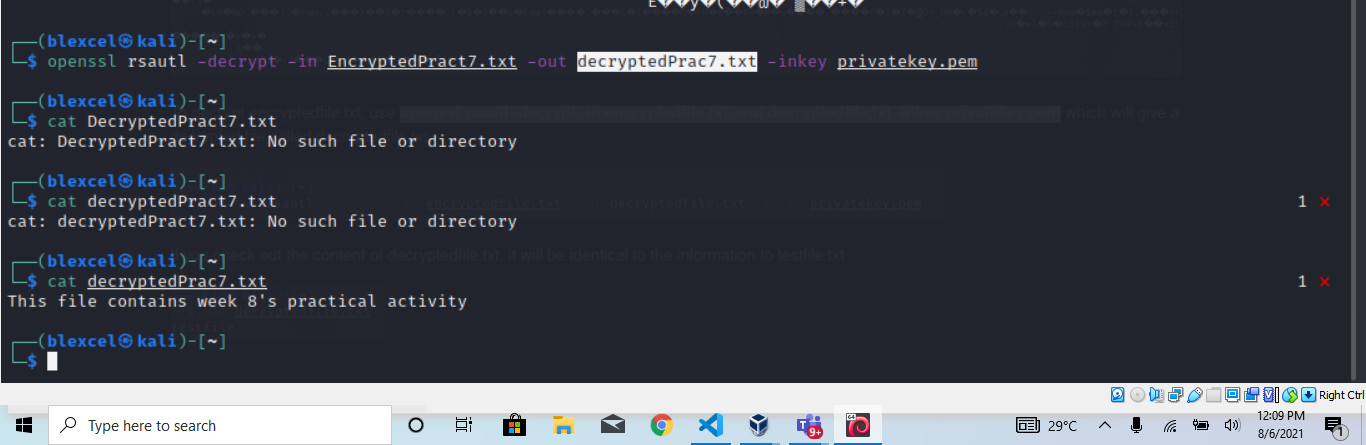 ┌──(blexcel㉿kali)-[~]
└─$ openssl rsautl -decrypt -in EncryptedPract7.txt -out decryptedPrac7.txt -inkey privatekey.pem
┌──(blexcel㉿kali)-[~]
└─$ cat DecryptedPract7.txt
cat: DecryptedPract7.txt: No such file or directory
┌──(blexcel㉿kali)-[~]
└─$ cat decryptedPract7.txt 1 ⨯
cat: decryptedPract7.txt: No such file or directory
┌──(blexcel㉿kali)-[~]
└─$ cat decryptedPrac7.txt 1 ⨯
This file contains week 8's practical activity
┌──(blexcel㉿kali)-[~]
└─$
Right Ctrl
Type here to search
9+
29°C
12:09 PM
8/6/2021
1